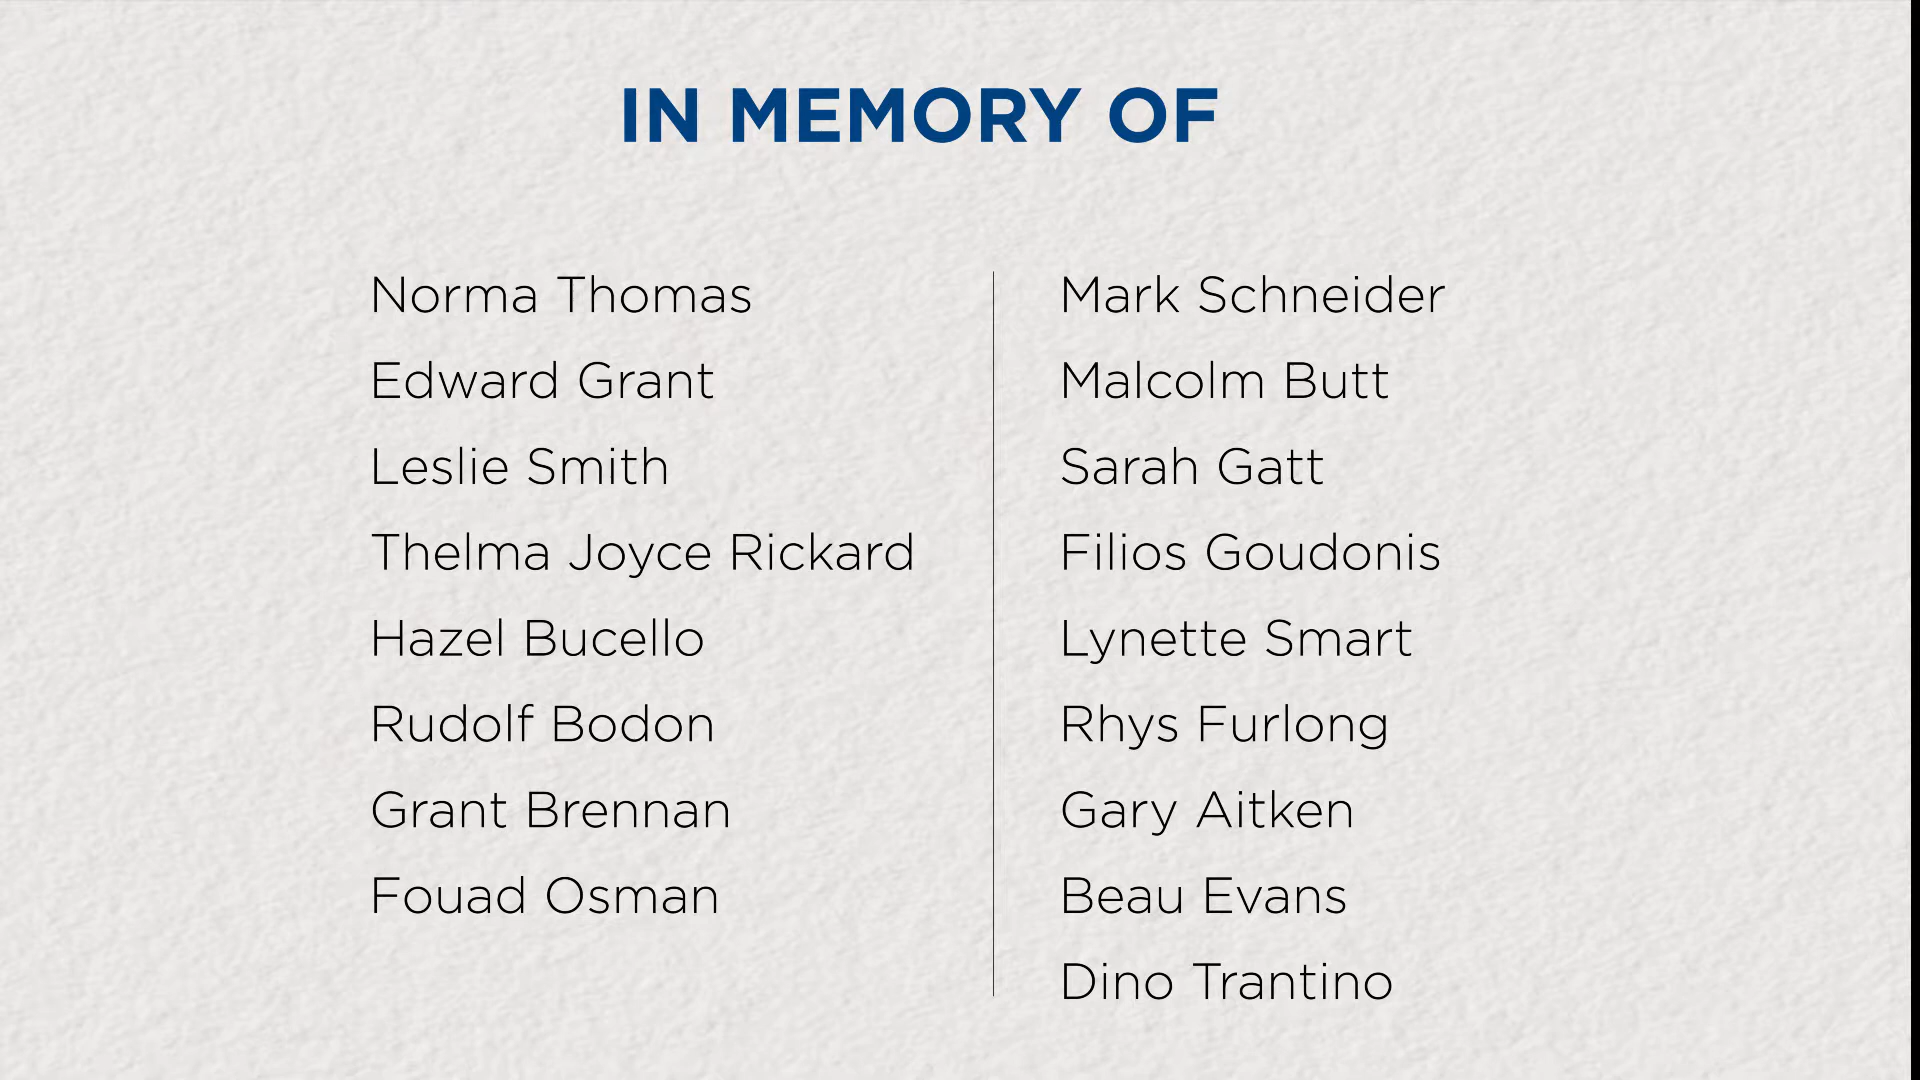 IN MEMORY OF
Norma Thomas
Edward Grant
Leslie Smith
Thelma Joyce Rickard
Hazel Bucello
Rudolf Bodon
Grant Brennan
Fouad Osman
Mark Schneider
Malcolm Butt
Sarah Gatt
Filios Goudonis
Lynette Smart
Rhys Furlong
Gary Aitken
Beau Evans
Dino Trantino